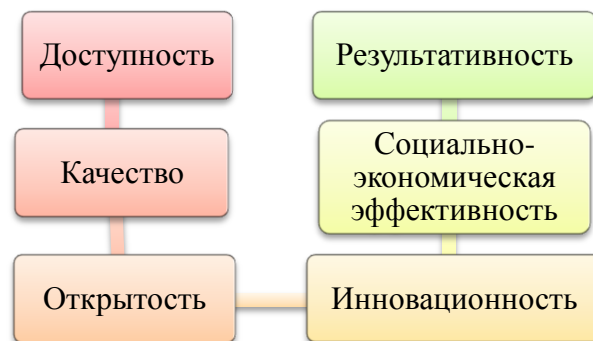 Доступность
Качество
Открытость
Инновационность
Социально-
экономическая
эффективность
Результативность